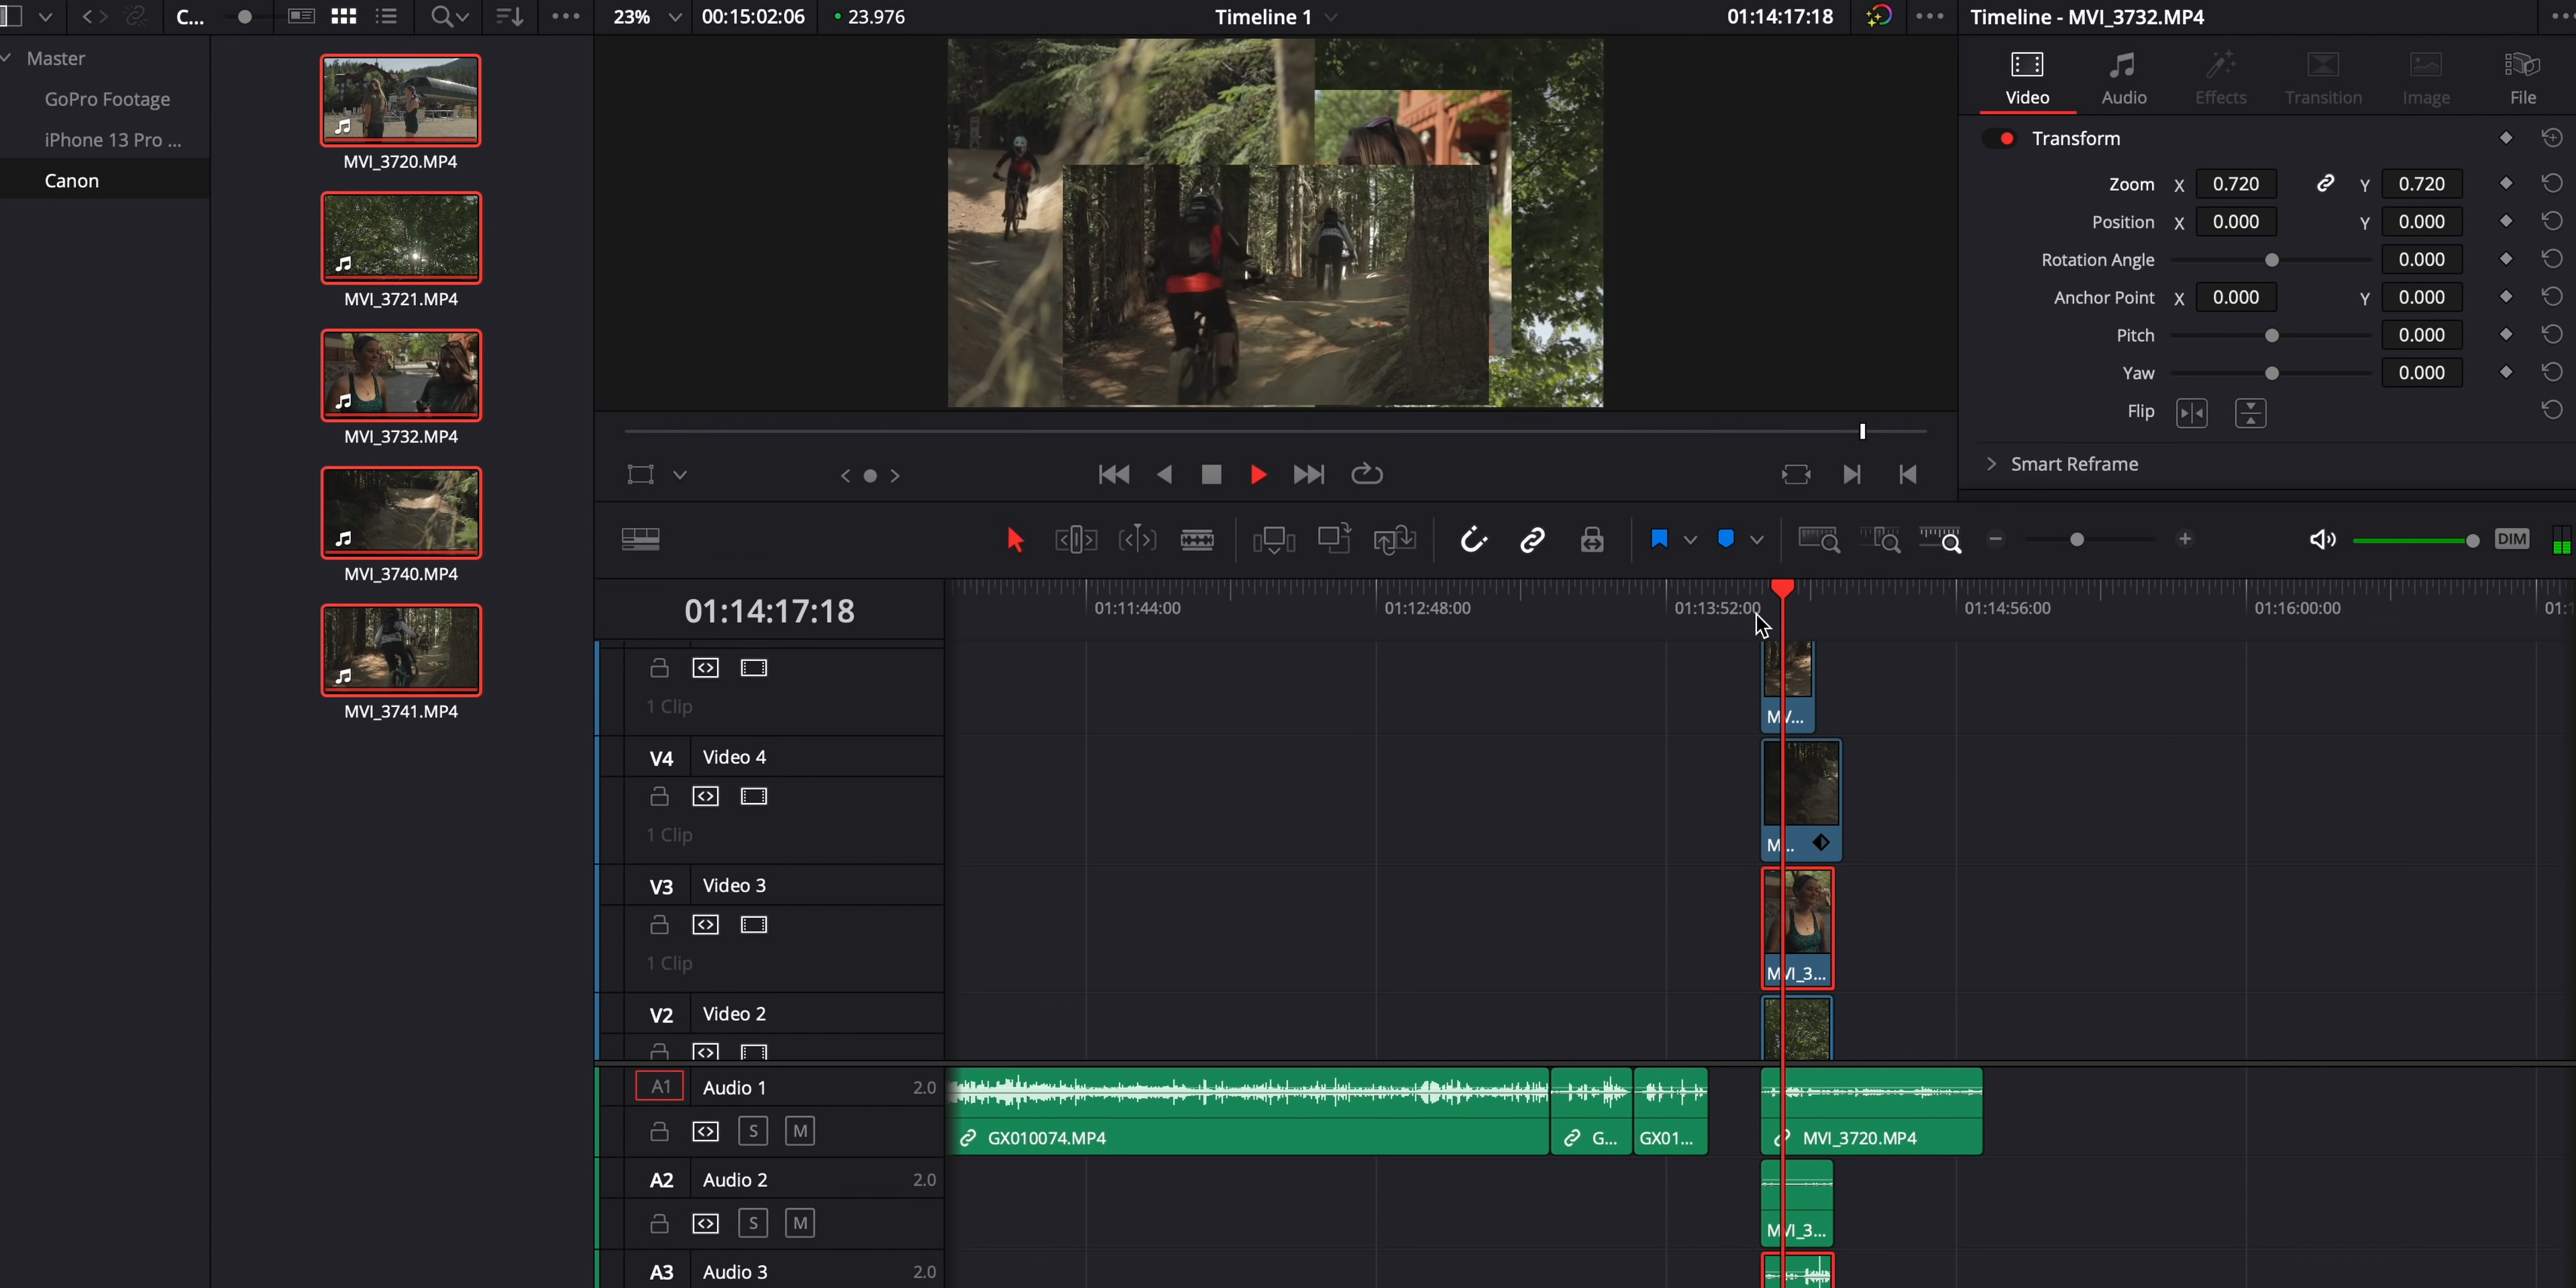 C... 23% 00:15:02:06 23.976 Timeline 1 01:14:17:18 Timeline - MVI_3732.MP4
Master
GoPro Footage
iPhone 13 Pro ...
Canon
MVI_3720.MP4
MVI_3721.MP4
MVI_3732.MP4
MVI_3740.MP4
MVI_3741.MP4
Video Audio Effects Transition Image File
Transform
Zoom X 0.720 Y 0.720
Position X 0.000 Y 0.000
Rotation Angle 0.000
Anchor Point X 0.000 Y 0.000
Pitch 0.000
Yaw 0.000
Flip
Smart Reframe
DIM
01:14:17:18
01:11:44:00 01:12:48:00 01:13:52:00 01:14:56:00 01:16:00:00 01:
1 Clip
MV...
V4 Video 4
1 Clip
M...
V3 Video 3
1 Clip
MVI_3...
V2 Video 2
A1 Audio 1 2.0
S M
GX010074.MP4 G... GX01... MVI_3720.MP4
A2 Audio 2 2.0
S M
MVI_3...
A3 Audio 3 2.0